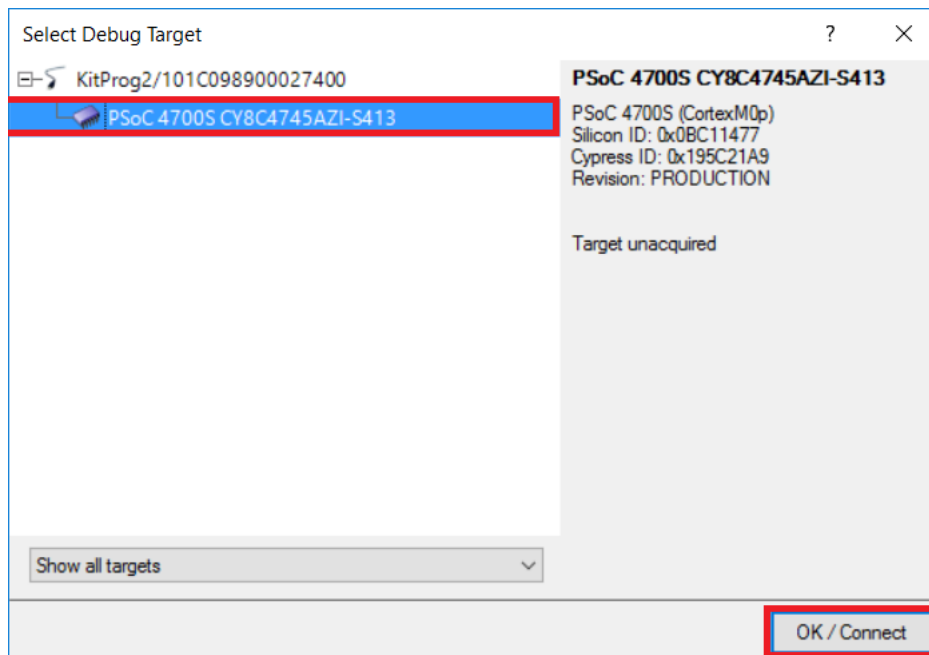 Select Debug Target
KitProg2/101C098900027400
PSoC 4700S CY8C4745AZI-S413
PSoC 4700S CY8C4745AZI-S413
PSoC 4700S (CortexM0p)
Silicon ID: 0x0BC11477
Cypress ID: 0x195C21A9
Revision: PRODUCTION
Target unacquired
Show all targets
OK / Connect